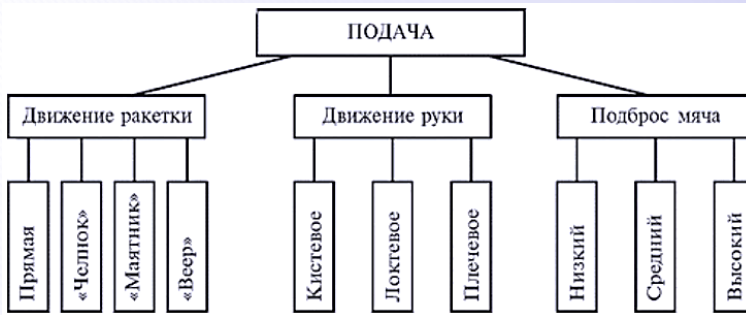 ПОДАЧА
Движение ракетки
Движение руки
Подброс мяча
Прямая
«Челнок»
«Маятник»
«Веер»
Кистевое
Локтевое
Плечевое
Низкий
Средний
Высокий